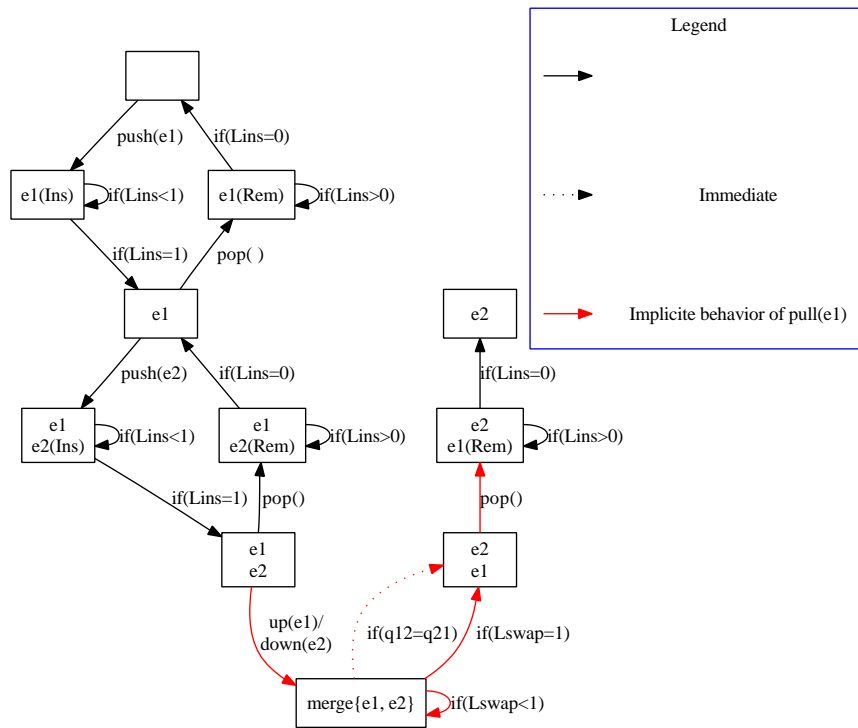 Legend
push(e1)
if(Lins=0)
e1(Ins)
if(Lins<1)
e1(Rem)
if(Lins>0)
Immediate
if(Lins=1)
pop( )
e1
e2
Implicite behavior of pull(e1)
push(e2)
if(Lins=0)
if(Lins=0)
e1
e2(Ins)
if(Lins<1)
e1
e2(Rem)
if(Lins>0)
e2
e1(Rem)
if(Lins>0)
if(Lins=1)
pop()
pop()
e1
e2
e2
e1
up(e1)/
down(e2)
if(q12=q21)
if(Lswap=1)
merge{e1, e2}
if(Lswap<1)